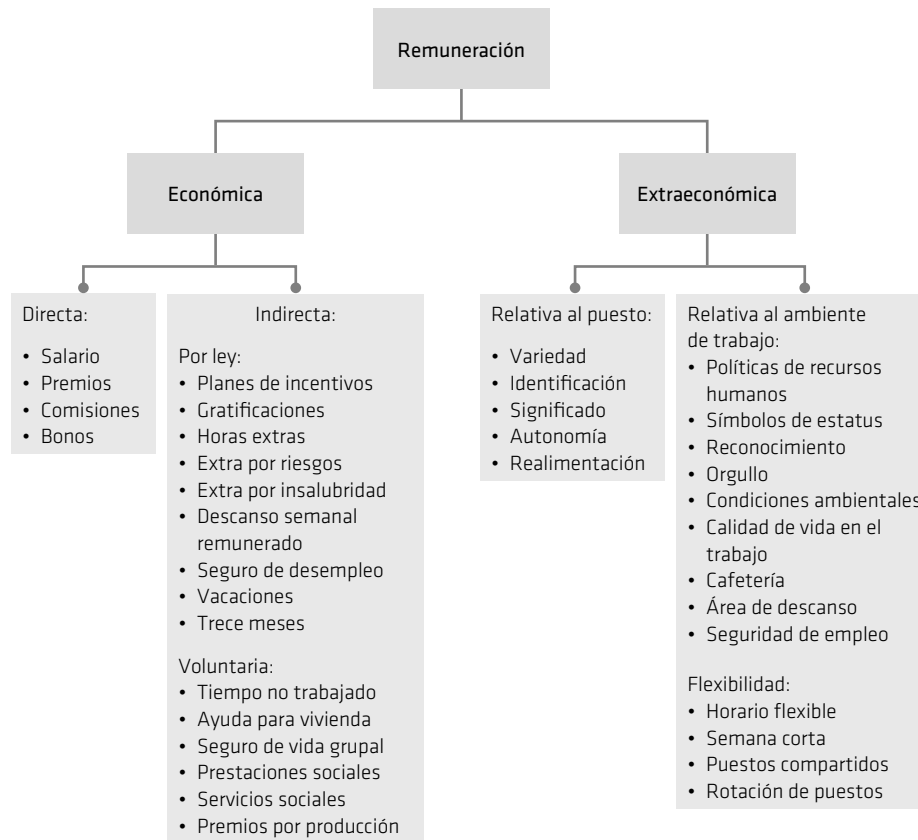 Remuneración
Económica
Extraeconómica
Directa:
• Salario
• Premios
• Comisiones
• Bonos
Indirecta:
Por ley:
• Planes de incentivos
• Gratificaciones
• Horas extras
• Extra por riesgos
• Extra por insalubridad
• Descanso semanal
remunerado
• Seguro de desempleo
• Vacaciones
• Trece meses
Voluntaria:
• Tiempo no trabajado
• Ayuda para vivienda
• Seguro de vida grupal
• Prestaciones sociales
• Servicios sociales
• Premios por producción
Relativa al puesto:
• Variedad
• Identificación
• Significado
• Autonomía
• Realimentación
Relativa al ambiente
de trabajo:
• Políticas de recursos
humanos
• Símbolos de estatus
• Reconocimiento
• Orgullo
• Condiciones ambientales
• Calidad de vida en el
trabajo
• Cafetería
• Área de descanso
• Seguridad de empleo
Flexibilidad:
• Horario flexible
• Semana corta
• Puestos compartidos
• Rotación de puestos